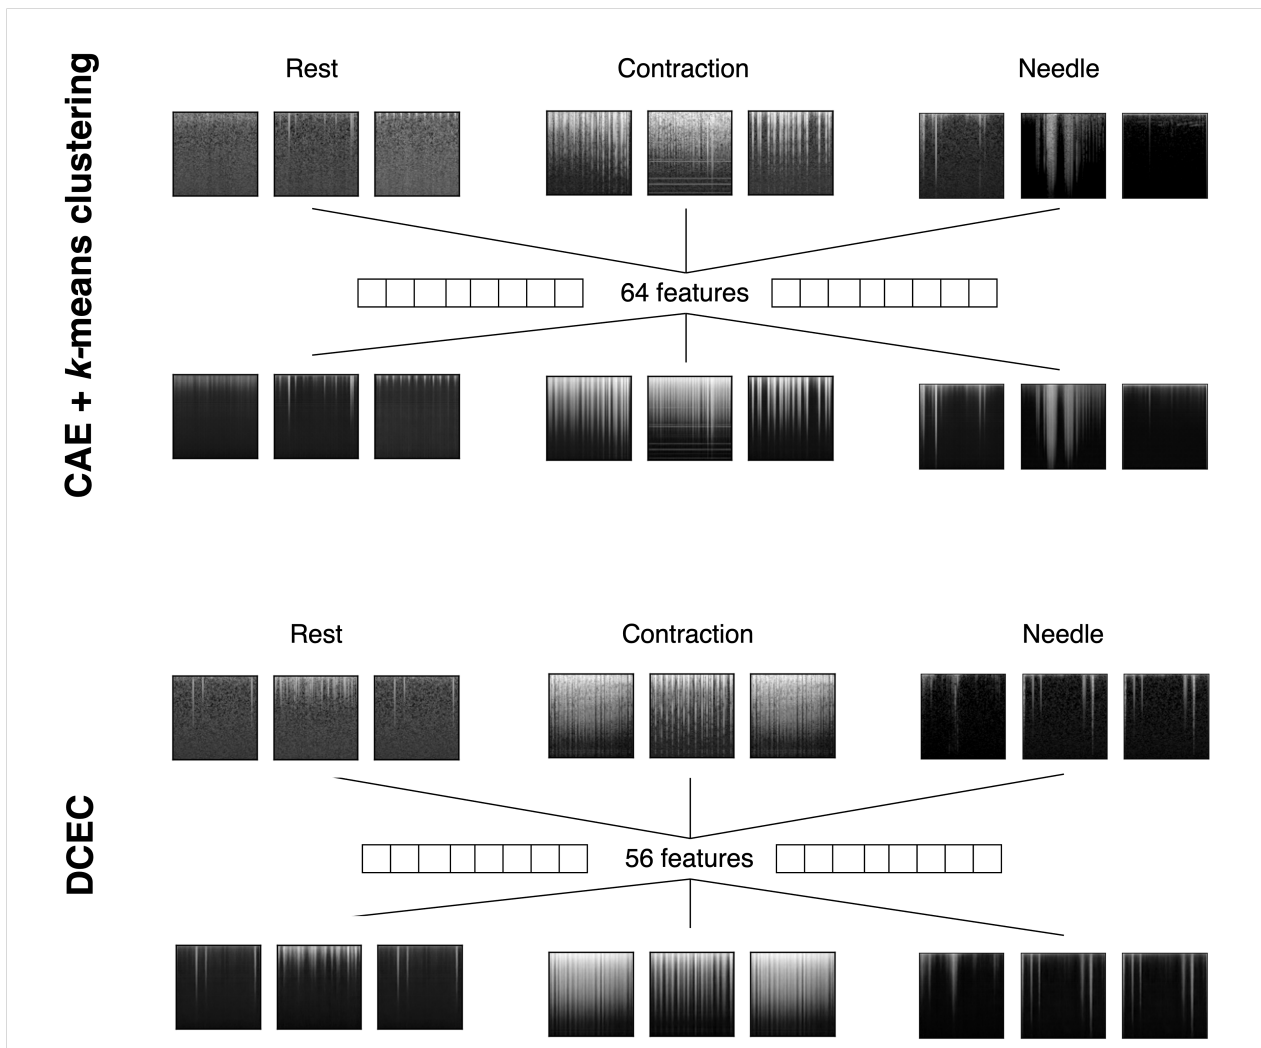 CAE + k-means clustering
Rest
Contraction
Needle
64 features
DCEC
Rest
Contraction
Needle
56 features